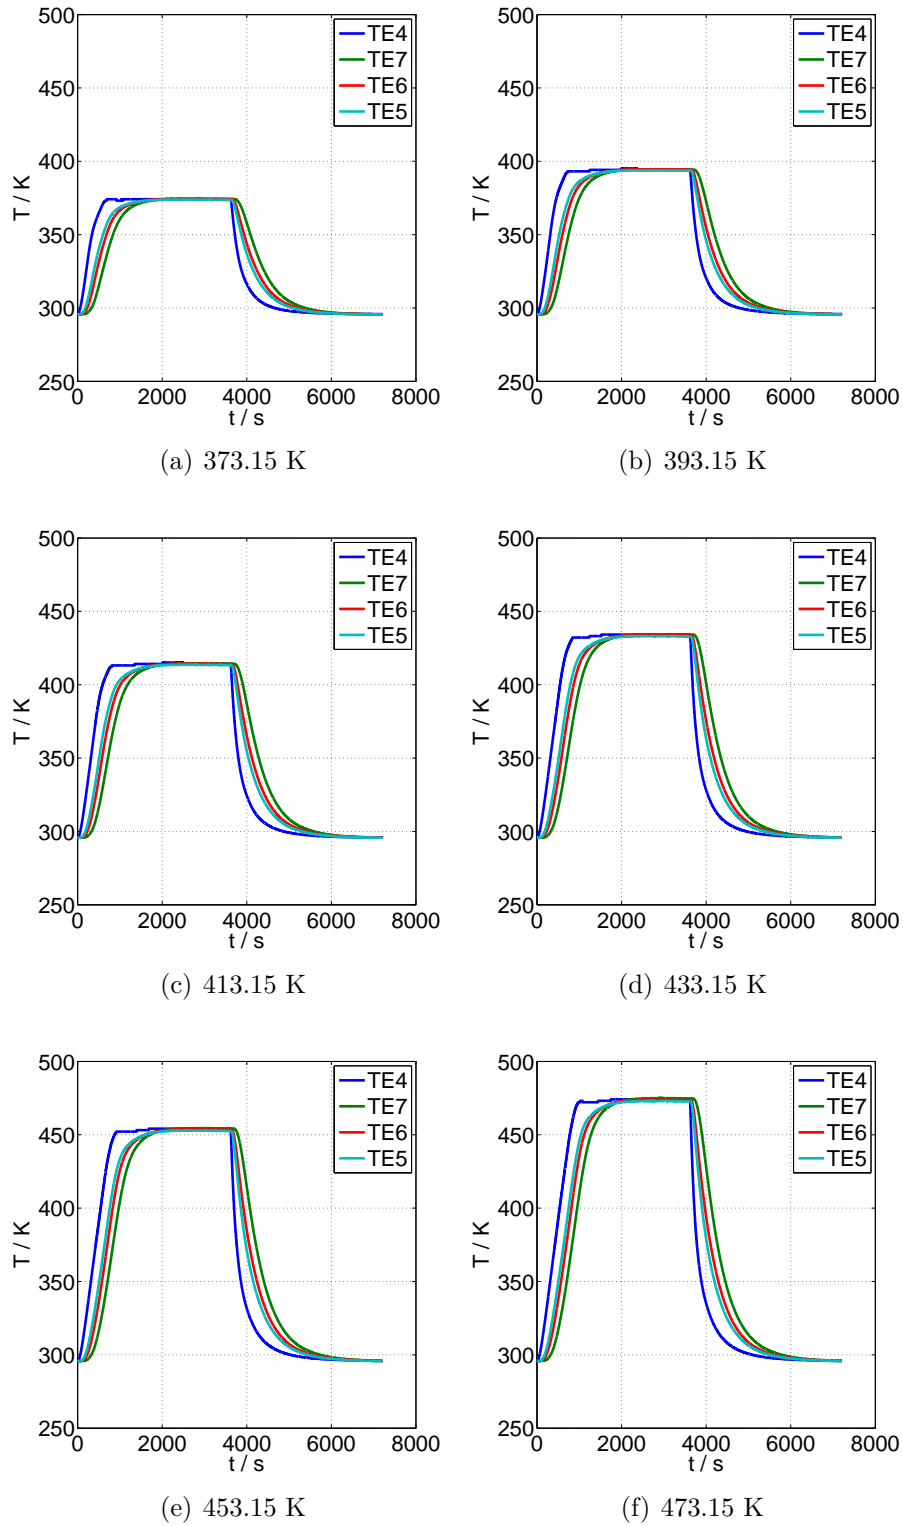 500
450
400
350
300
250
T / K
0 2000 4000 6000 8000
t / s
TE4
TE7
TE6
TE5
(a) 373.15 K
500
450
400
350
300
250
T / K
0 2000 4000 6000 8000
t / s
TE4
TE7
TE6
TE5
(b) 393.15 K
500
450
400
350
300
250
T / K
0 2000 4000 6000 8000
t / s
TE4
TE7
TE6
TE5
(c) 413.15 K
500
450
400
350
300
250
T / K
0 2000 4000 6000 8000
t / s
TE4
TE7
TE6
TE5
(d) 433.15 K
500
450
400
350
300
250
T / K
0 2000 4000 6000 8000
t / s
TE4
TE7
TE6
TE5
(e) 453.15 K
500
450
400
350
300
250
T / K
0 2000 4000 6000 8000
t / s
TE4
TE7
TE6
TE5
(f) 473.15 K